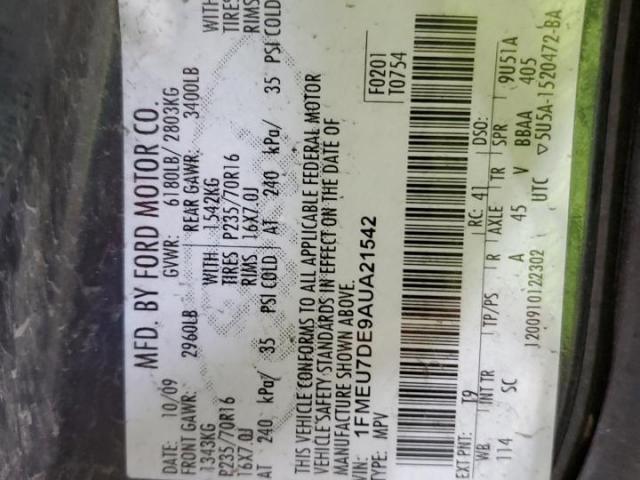 MFD. BY FORD MOTOR CO.
DATE: 10/09 GVWR: 6180LB/ 2803KG
FRONT GAWR: 2960LB REAR GAWR: 3400LB
1343KG WITH 1542KG WITH
P235/70R16 TIRES P235/70R16 TIRES
16X7.0J RIMS 16X7.0J RIMS
AT 240 kPa/ 35 PSI COLD AT 240 kPa/ 35 PSI COLD
THIS VEHICLE CONFORMS TO ALL APPLICABLE FEDERAL MOTOR
VEHICLE SAFETY STANDARDS IN EFFECT ON THE DATE OF
MANUFACTURE SHOWN ABOVE.
F0201
T0754
VIN: 1FMEU7DE9AUA21542
TYPE: MPV
EXT PNT: T9 RC: 41 DSO:
WB INT TR TP/PS R AXLE TR SPR 9U51A
114 SC A 45 V BBAA 405
1200910122302 UTC ▽5U5A-1520472-BA